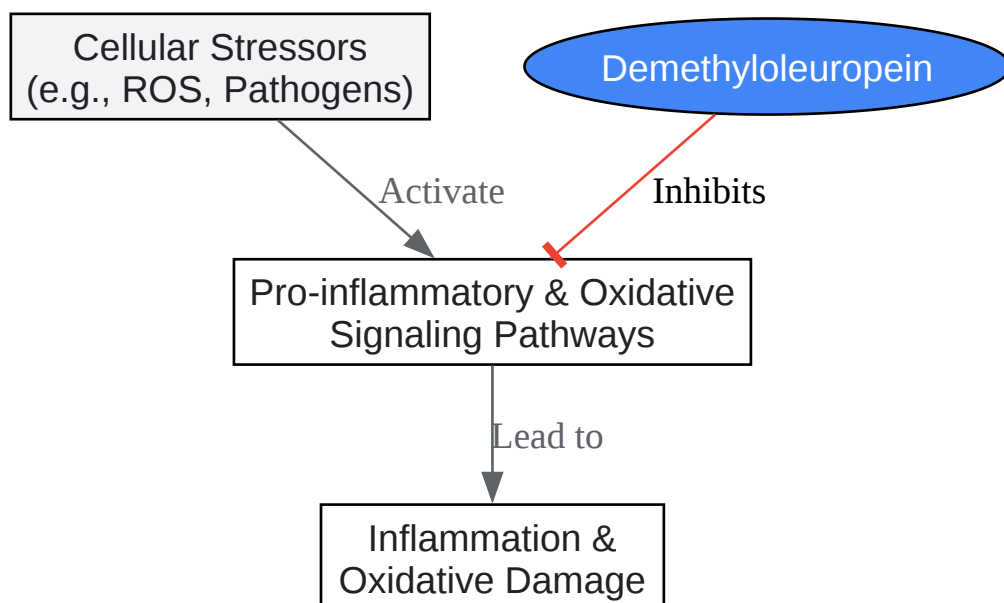 Cellular Stressors
(e.g., ROS, Pathogens)
Demethyloleuropein
Activate
Inhibits
Pro-inflammatory & Oxidative
Signaling Pathways
Lead to
Inflammation &
Oxidative Damage